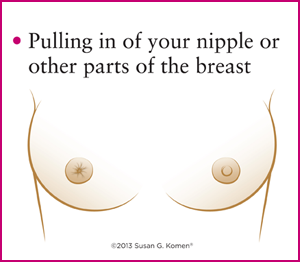 • Pulling in of your nipple or
other parts of the breast
©2013 Susan G. Komen®